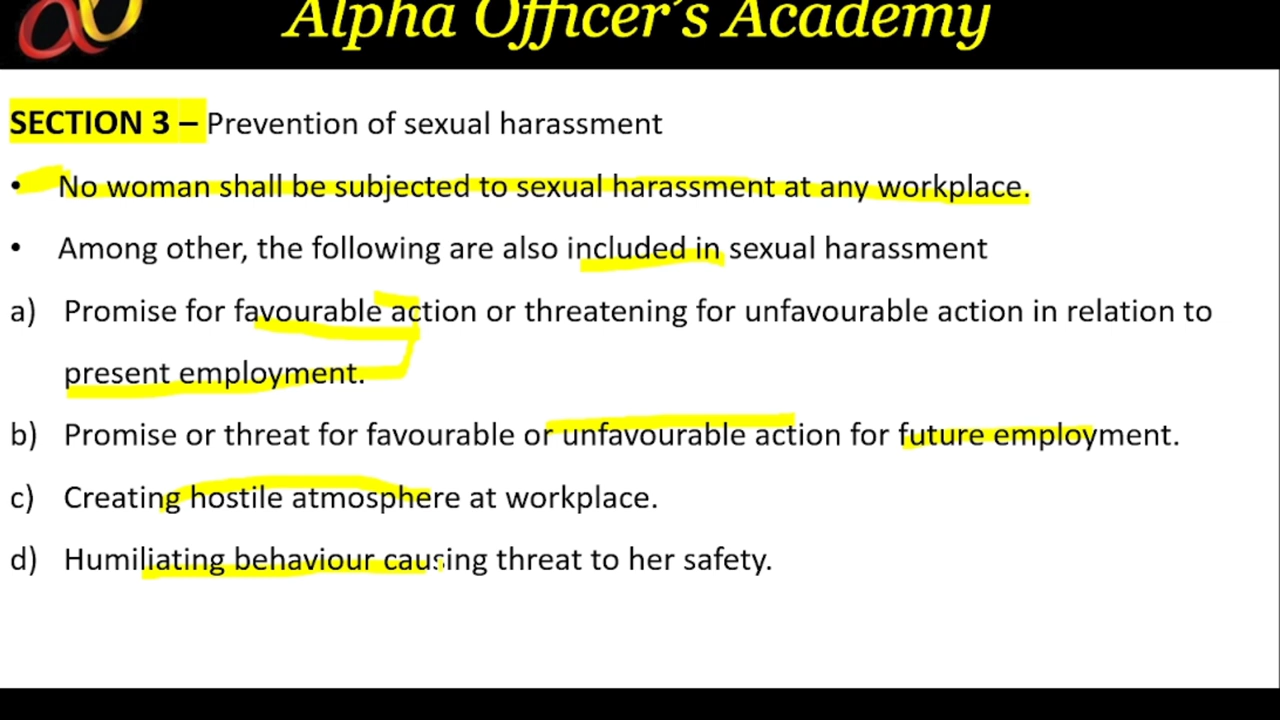 Alpha Officer's Academy
SECTION 3 – Prevention of sexual harassment
• No woman shall be subjected to sexual harassment at any workplace.
• Among other, the following are also included in sexual harassment
a) Promise for favourable action or threatening for unfavourable action in relation to
present employment.
b) Promise or threat for favourable or unfavourable action for future employment.
c) Creating hostile atmosphere at workplace.
d) Humiliating behaviour causing threat to her safety.